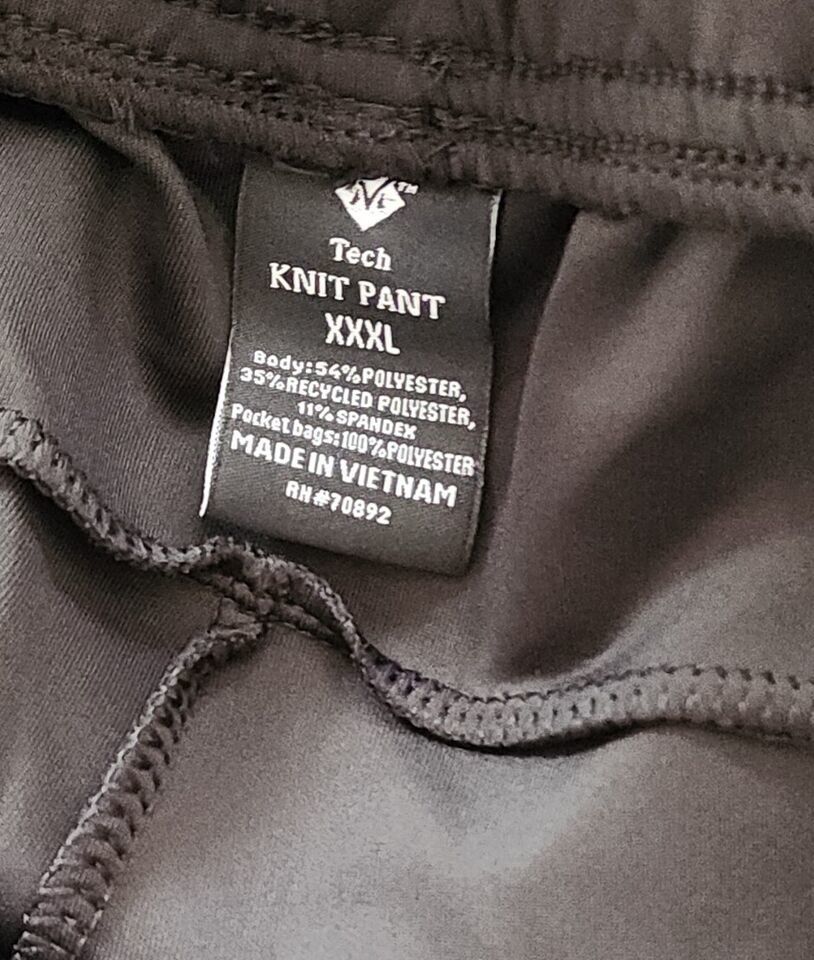 TM
Tech
KNIT PANT
XXXL
Body:54%POLYESTER,
35%RECYCLED POLYESTER,
11% SPANDEX
Pocket bags:100%POLYESTER
MADE IN VIETNAM
RN#70892